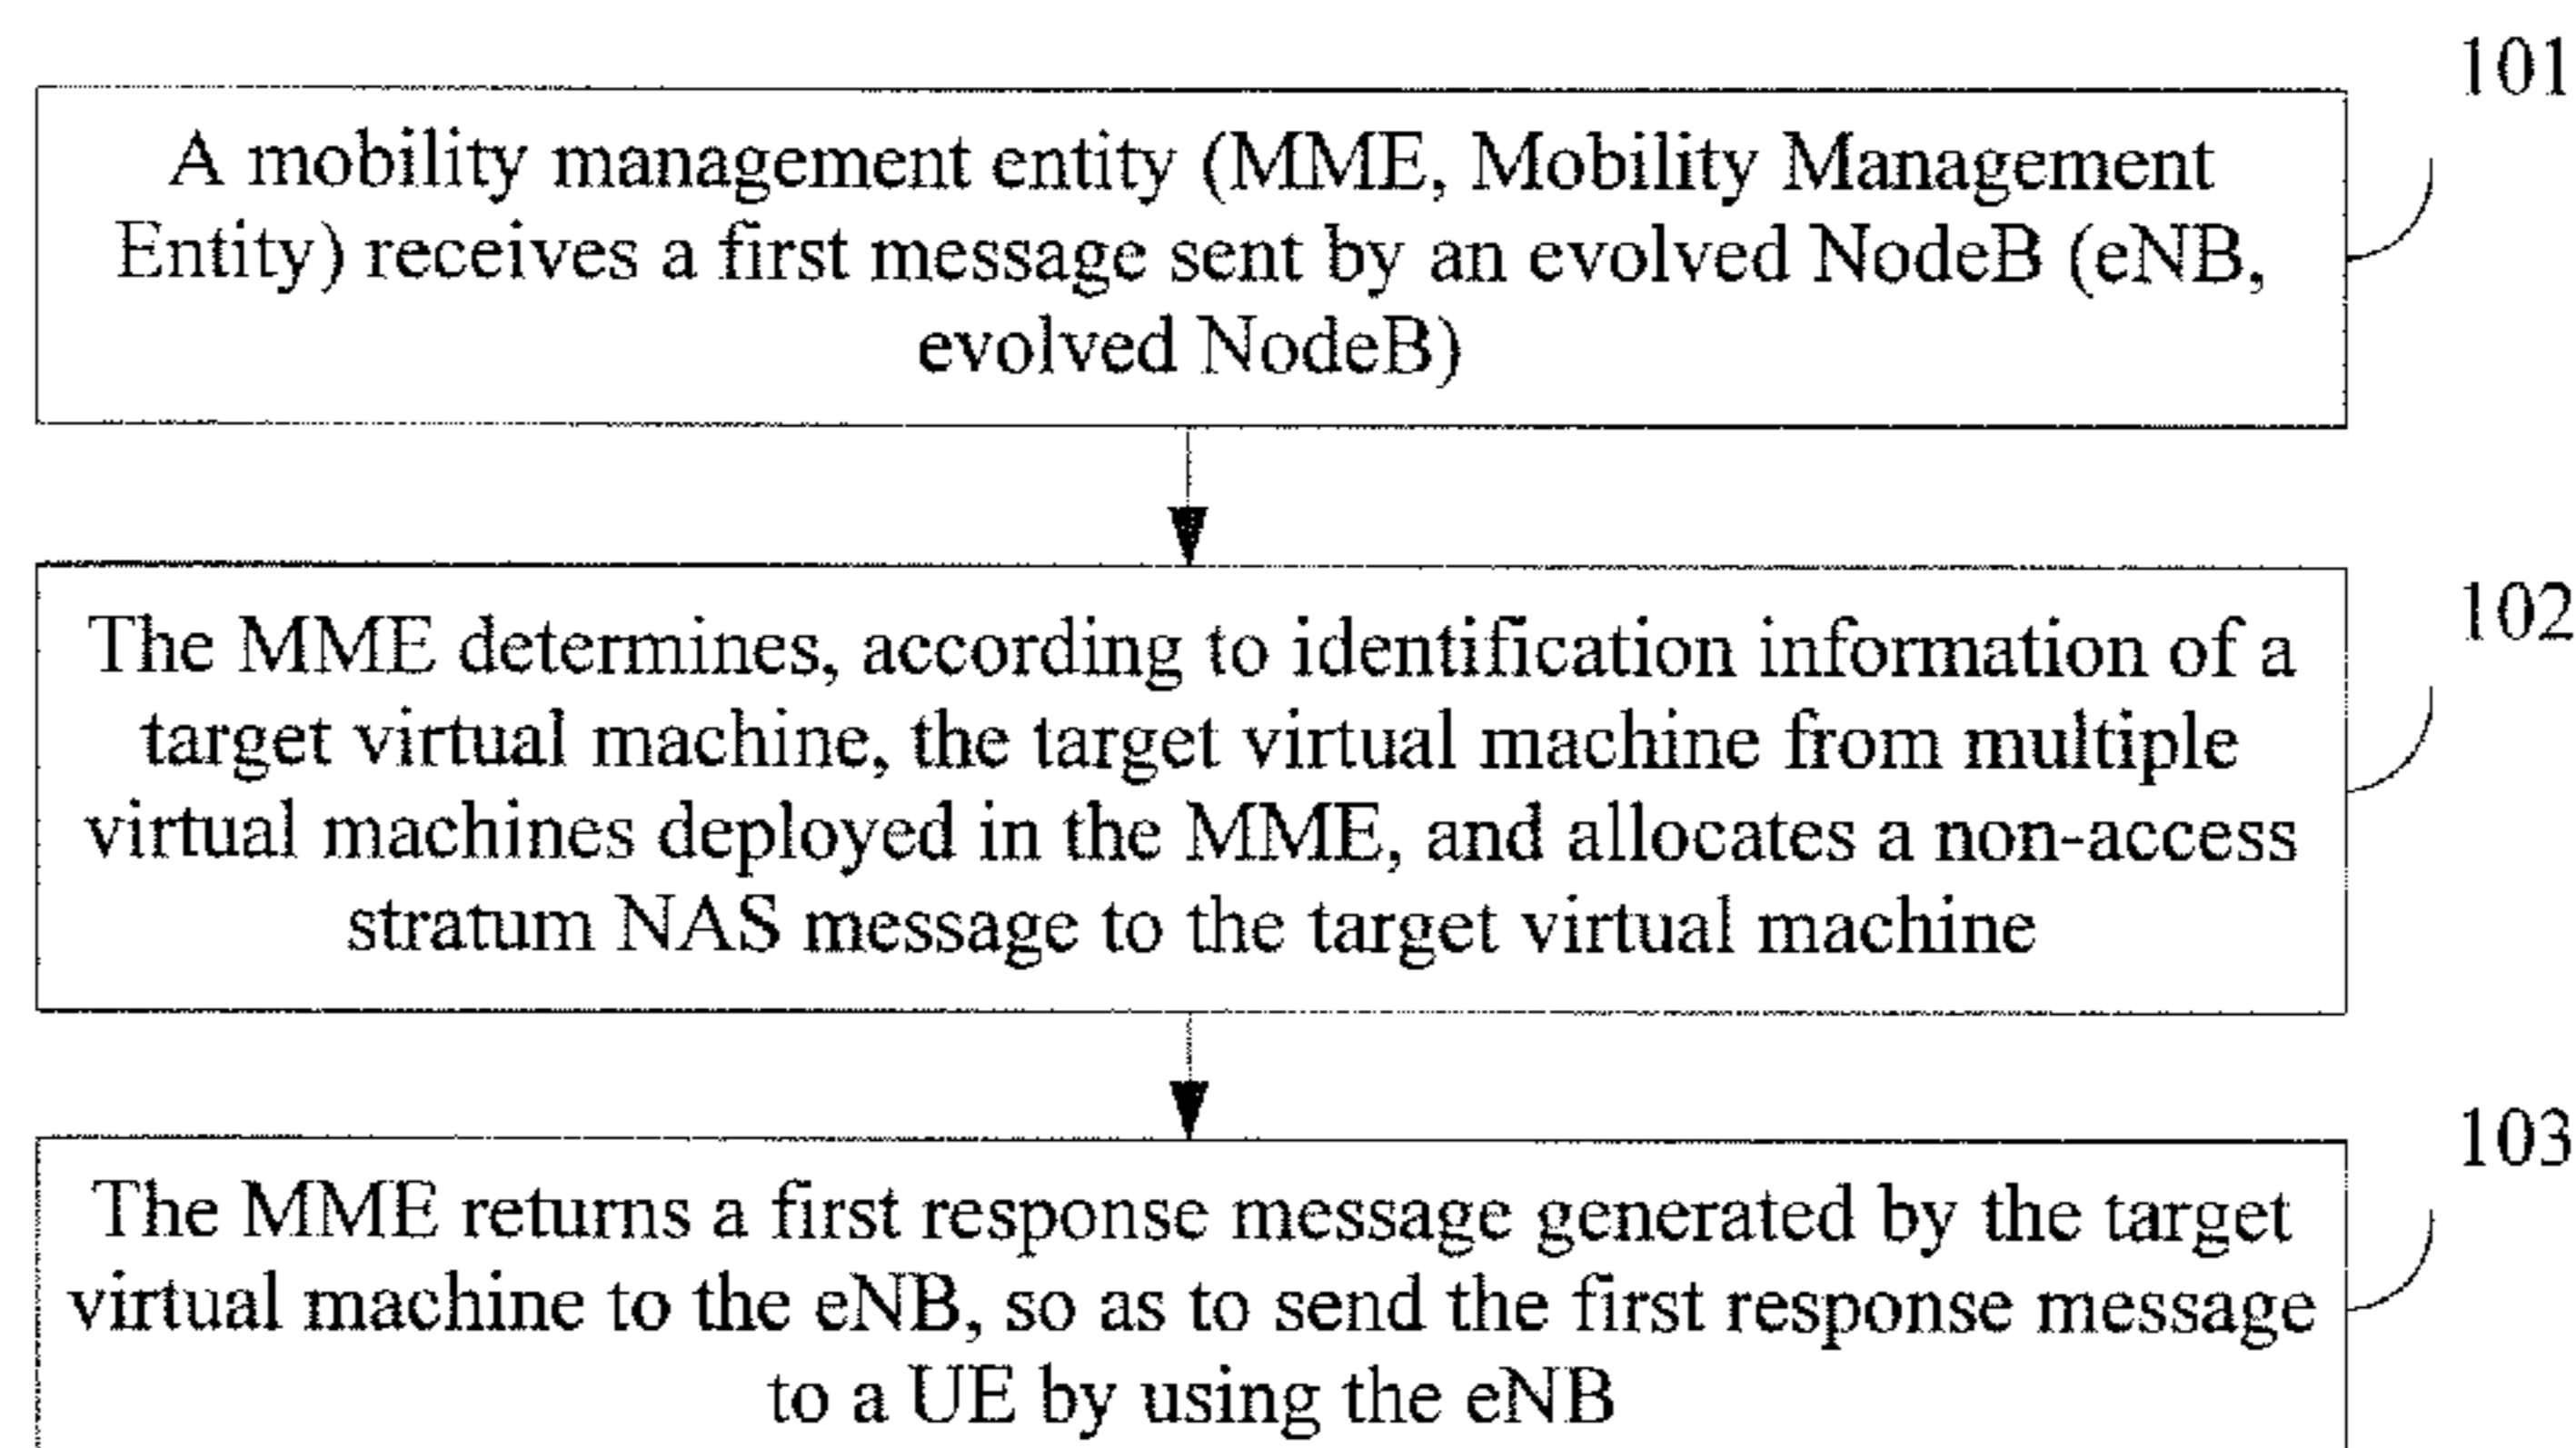 101
A mobility management entity (MME, Mobility Management
Entity) receives a first message sent by an evolved NodeB (eNB,
evolved NodeB)
102
The MME determines, according to identification information of a
target virtual machine, the target virtual machine from multiple
virtual machines deployed in the MME, and allocates a non-access
stratum NAS message to the target virtual machine
103
The MME returns a first response message generated by the target
virtual machine to the eNB, so as to send the first response message
to a UE by using the eNB